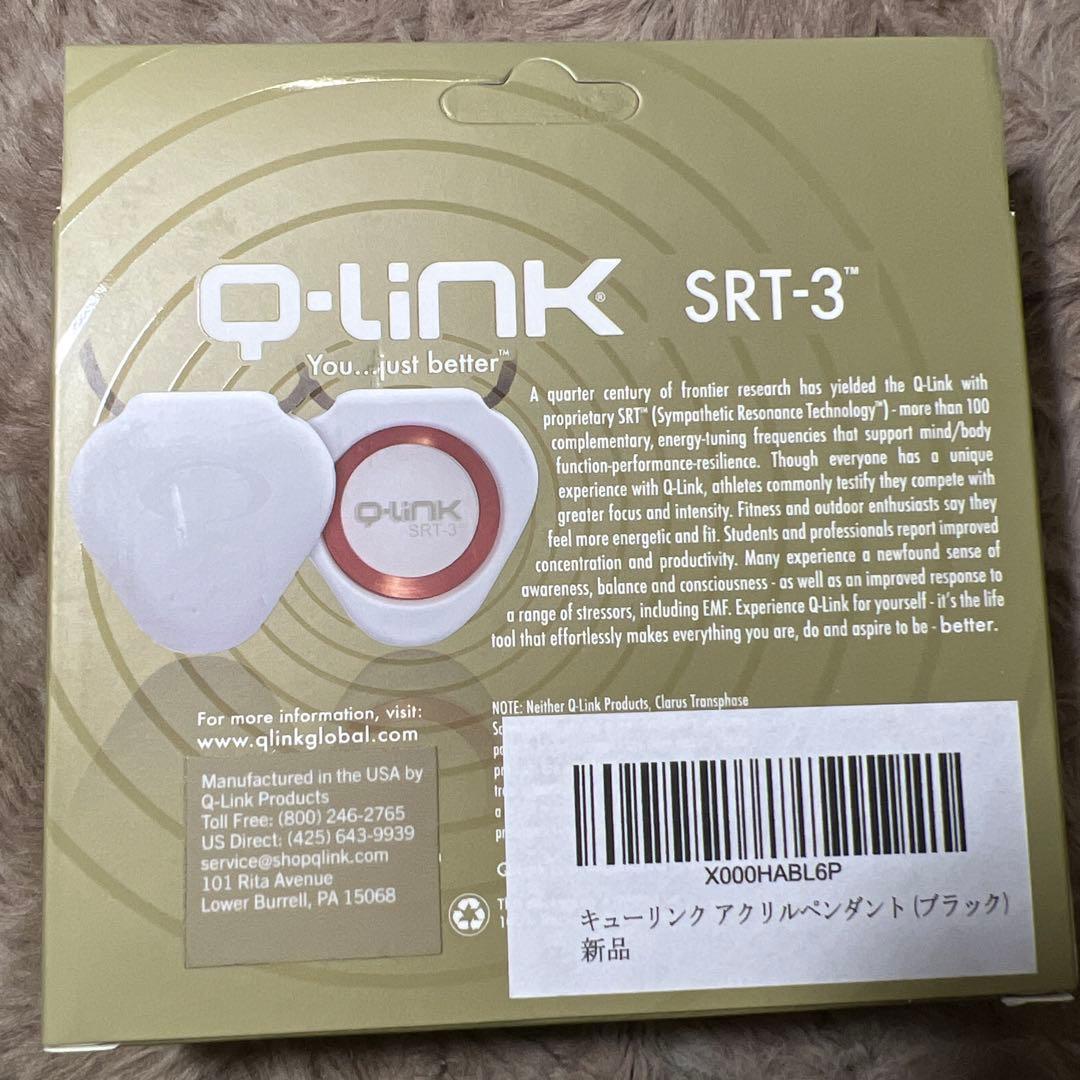 Q-LiNK® SRT-3™
You...just better™
A quarter century of frontier research has yielded the Q-Link with
proprietary SRT™ (Sympathetic Resonance Technology™) - more than 100
complementary, energy-tuning frequencies that support mind/body
function-performance-resilience. Though everyone has a unique
experience with Q-Link, athletes commonly testify they compete with
greater focus and intensity. Fitness and outdoor enthusiasts say they
feel more energetic and fit. Students and professionals report improved
concentration and productivity. Many experience a newfound sense of
awareness, balance and consciousness - as well as an improved response to
a range of stressors, including EMF. Experience Q-Link for yourself - it's the life
tool that effortlessly makes everything you are, do and aspire to be - better.
Q-LiNK
SRT-3™
For more information, visit:
www.qlinkglobal.com
Manufactured in the USA by
Q-Link Products
Toll Free: (800) 246-2765
US Direct: (425) 643-9939
service@shopqlink.com
101 Rita Avenue
Lower Burrell, PA 15068
NOTE: Neither Q-Link Products, Clarus Transphase
X000HABL6P
キューリンク アクリルペンダント (ブラック)
新品